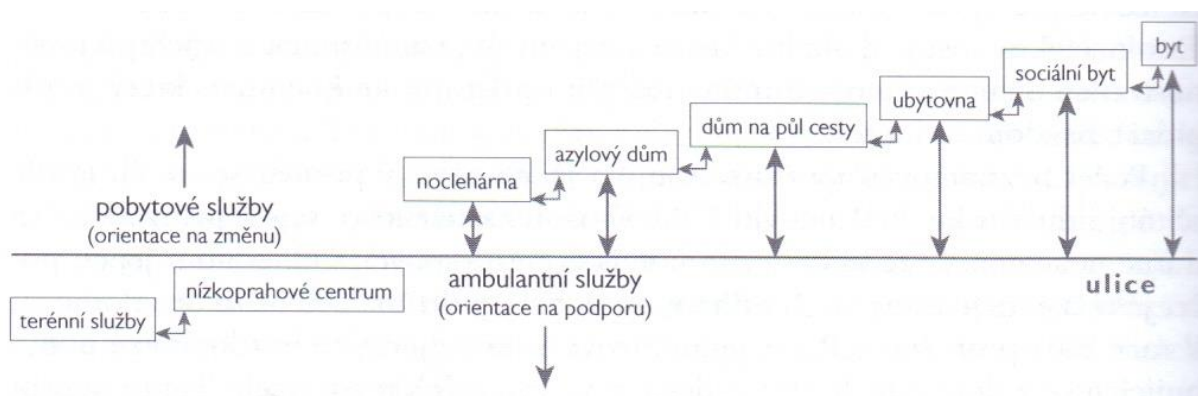 byt
sociální byt
ubytovna
dům na půl cesty
azylový dům
noclehárna
pobytové služby
(orientace na změnu)
nízkoprahové centrum
ambulantní služby
(orientace na podporu)
ulice
terénní služby